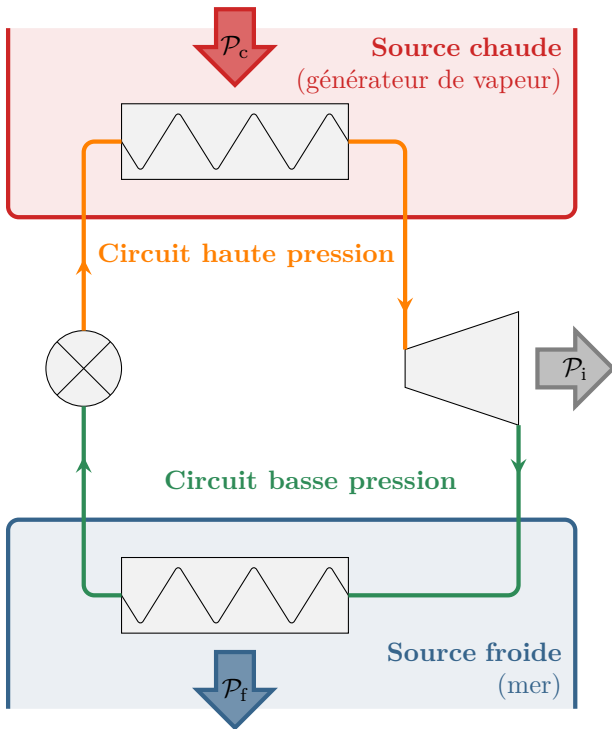 𝒫c
Source chaude
(générateur de vapeur)
Circuit haute pression
𝒫i
Circuit basse pression
Source froide
(mer)
𝒫f